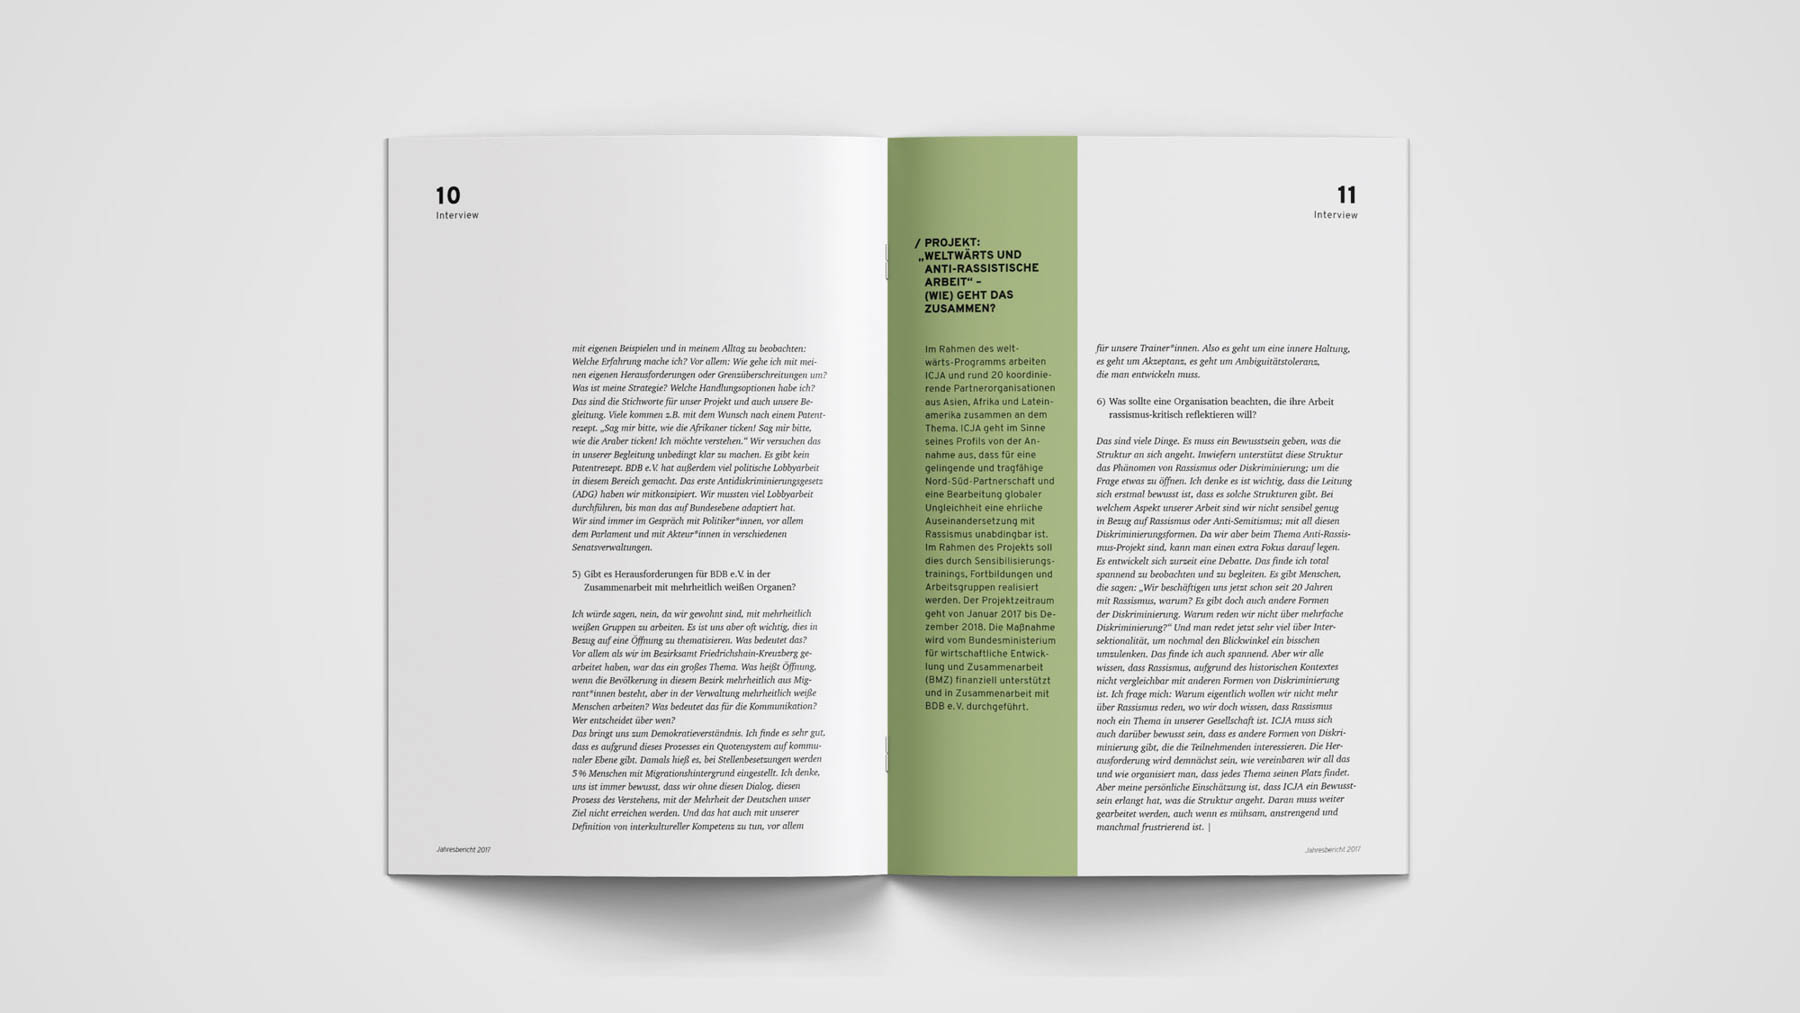 10
Interview
mit eigenen Beispielen und in meinem Alltag zu beobachten:
Welche Erfahrung mache ich? Vor allem: Wie gehe ich mit mei-
nen eigenen Herausforderungen oder Grenzüberschreitungen um?
Was ist meine Strategie? Welche Handlungsoptionen habe ich?
Das sind die Stichworte für unser Projekt und auch unsere Be-
gleitung. Viele kommen z.B. mit dem Wunsch nach einem Patent-
rezept. „Sag mir bitte, wie die Afrikaner ticken! Sag mir bitte,
wie die Araber ticken! Ich möchte verstehen.“ Wir versuchen das
in unserer Begleitung unbedingt klar zu machen. Es gibt kein
Patentrezept. BDB e.V. hat außerdem viel politische Lobbyarbeit
in diesem Bereich gemacht. Das erste Antidiskriminierungsgesetz
(ADG) haben wir mitkonzipiert. Wir mussten viel Lobbyarbeit
durchführen, bis man das auf Bundesebene adaptiert hat.
Wir sind immer im Gespräch mit Politiker*innen, vor allem
dem Parlament und mit Akteur*innen in verschiedenen
Senatsverwaltungen.
5) Gibt es Herausforderungen für BDB e.V. in der
Zusammenarbeit mit mehrheitlich weißen Organen?
Ich würde sagen, nein, da wir gewohnt sind, mit mehrheitlich
weißen Gruppen zu arbeiten. Es ist uns aber oft wichtig, dies in
Bezug auf eine Öffnung zu thematisieren. Was bedeutet das?
Vor allem als wir im Bezirksamt Friedrichshain-Kreuzberg ge-
arbeitet haben, war das ein großes Thema. Was heißt Öffnung,
wenn die Bevölkerung in diesem Bezirk mehrheitlich aus Mig-
rant*innen besteht, aber in der Verwaltung mehrheitlich weiße
Menschen arbeiten? Was bedeutet das für die Kommunikation?
Wer entscheidet über wen?
Das bringt uns zum Demokratieverständnis. Ich finde es sehr gut,
dass es aufgrund dieses Prozesses ein Quotensystem auf kommu-
naler Ebene gibt. Damals hieß es, bei Stellenbesetzungen werden
5 % Menschen mit Migrationshintergrund eingestellt. Ich denke,
uns ist immer bewusst, dass wir ohne diesen Dialog, diesen
Prozess des Verstehens, mit der Mehrheit der Deutschen unser
Ziel nicht erreichen werden. Und das hat auch mit unserer
Definition von interkultureller Kompetenz zu tun, vor allem
Jahresbericht 2017
/ PROJEKT:
„WELTWÄRTS UND
ANTI-RASSISTISCHE
ARBEIT“ –
(WIE) GEHT DAS
ZUSAMMEN?
Im Rahmen des welt-
wärts-Programms arbeiten
ICJA und rund 20 koordinie-
rende Partnerorganisationen
aus Asien, Afrika und Latein-
amerika zusammen an dem
Thema. ICJA geht im Sinne
seines Profils von der An-
nahme aus, dass für eine
gelingende und tragfähige
Nord-Süd-Partnerschaft und
eine Bearbeitung globaler
Ungleichheit eine ehrliche
Auseinandersetzung mit
Rassismus unabdingbar ist.
Im Rahmen des Projekts soll
dies durch Sensibilisierungs-
trainings, Fortbildungen und
Arbeitsgruppen realisiert
werden. Der Projektzeitraum
geht von Januar 2017 bis De-
zember 2018. Die Maßnahme
wird vom Bundesministerium
für wirtschaftliche Entwick-
lung und Zusammenarbeit
(BMZ) finanziell unterstützt
und in Zusammenarbeit mit
BDB e.V. durchgeführt.
11
Interview
für unsere Trainer*innen. Also es geht um eine innere Haltung,
es geht um Akzeptanz, es geht um Ambiguitätstoleranz,
die man entwickeln muss.
6) Was sollte eine Organisation beachten, die ihre Arbeit
rassismus-kritisch reflektieren will?
Das sind viele Dinge. Es muss ein Bewusstsein geben, was die
Struktur an sich angeht. Inwiefern unterstützt diese Struktur
das Phänomen von Rassismus oder Diskriminierung; um die
Frage etwas zu öffnen. Ich denke es ist wichtig, dass die Leitung
sich erstmal bewusst ist, dass es solche Strukturen gibt. Bei
welchem Aspekt unserer Arbeit sind wir nicht sensibel genug
in Bezug auf Rassismus oder Anti-Semitismus; mit all diesen
Diskriminierungsformen. Da wir aber beim Thema Anti-Rassis-
mus-Projekt sind, kann man einen extra Fokus darauf legen.
Es entwickelt sich zurzeit eine Debatte. Das finde ich total
spannend zu beobachten und zu begleiten. Es gibt Menschen,
die sagen: „Wir beschäftigen uns jetzt schon seit 20 Jahren
mit Rassismus, warum? Es gibt doch auch andere Formen
der Diskriminierung. Warum reden wir nicht über mehrfache
Diskriminierung?“ Und man redet jetzt sehr viel über Inter-
sektionalität, um nochmal den Blickwinkel ein bisschen
umzulenken. Das finde ich auch spannend. Aber wir alle
wissen, dass Rassismus, aufgrund des historischen Kontextes
nicht vergleichbar mit anderen Formen von Diskriminierung
ist. Ich frage mich: Warum eigentlich wollen wir nicht mehr
über Rassismus reden, wo wir doch wissen, dass Rassismus
noch ein Thema in unserer Gesellschaft ist. ICJA muss sich
auch darüber bewusst sein, dass es andere Formen von Diskri-
minierung gibt, die die Teilnehmenden interessieren. Die Her-
ausforderung wird demnächst sein, wie vereinbaren wir all das
und wie organisiert man, dass jedes Thema seinen Platz findet.
Aber meine persönliche Einschätzung ist, dass ICJA ein Bewusst-
sein erlangt hat, was die Struktur angeht. Daran muss weiter
gearbeitet werden, auch wenn es mühsam, anstrengend und
manchmal frustrierend ist. |
Jahresbericht 2017